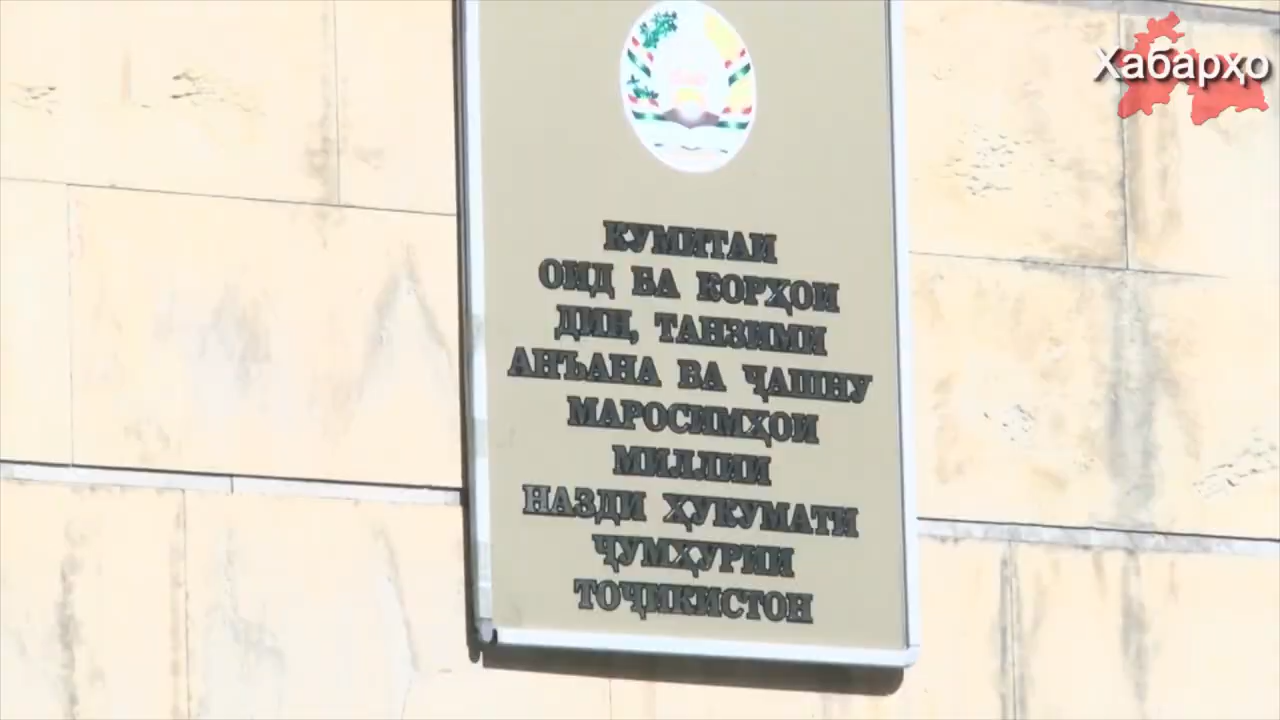 Хабарҳо
КУМИТАИ
ОИД БА КОРҲОИ
ДИН, ТАНЗИМИ
АНЪАНА ВА ҶАШНУ
МАРОСИМҲОИ
МИЛЛИИ
НАЗДИ ҲУКУМАТИ
ҶУМҲУРИИ
ТОҶИКИСТОН